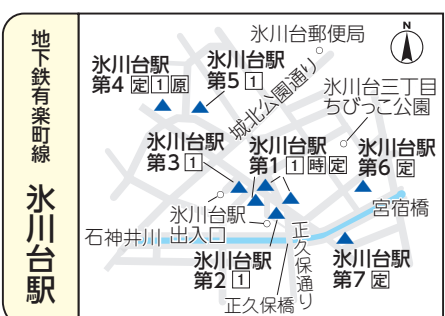 地下鉄有楽町線
氷川台駅
氷川台郵便局
N
氷川台駅
第4 定 1 原
氷川台駅
第5 1
城北公園通り
氷川台三丁目
ちびっこ公園
氷川台駅
第3 1
氷川台駅
第1 1 時 定
氷川台駅
第6 定
宮宿橋
氷川台駅
出入口
石神井川
正久保通り
氷川台駅
第2 1
正久保橋
氷川台駅
第7 定